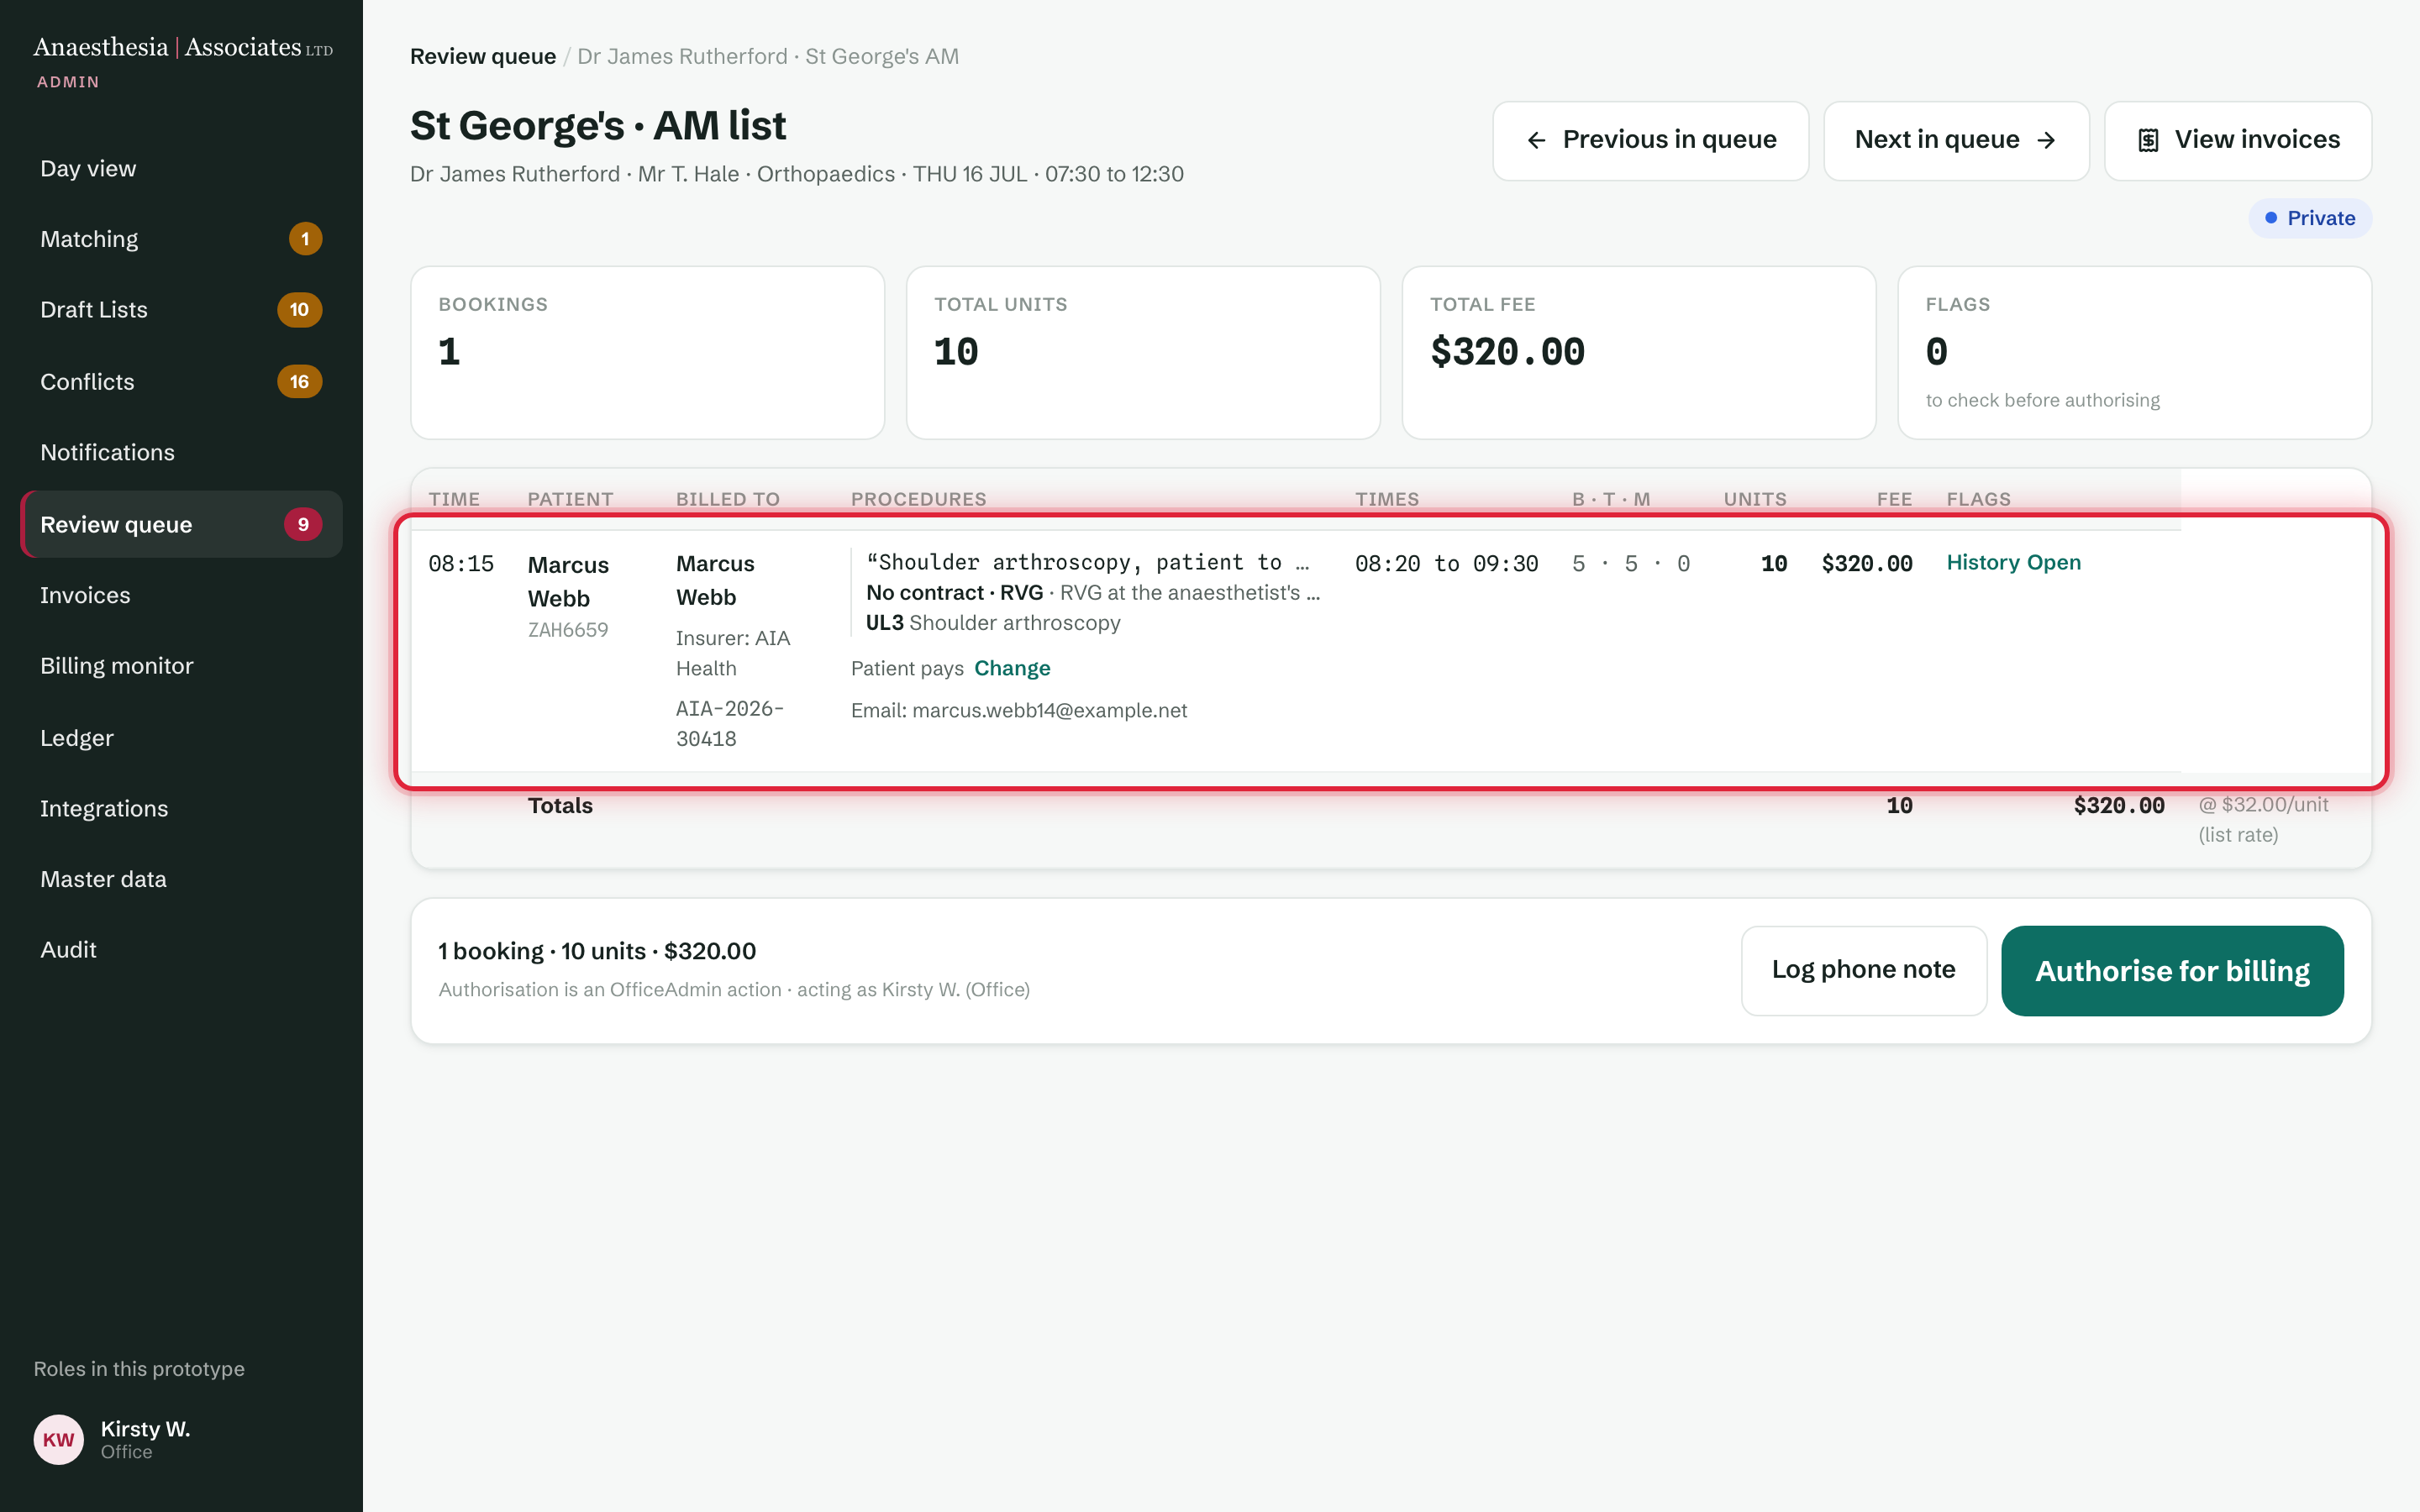 Anaesthesia | Associates LTD
ADMIN
Day view
Matching 1
Draft Lists 10
Conflicts 16
Notifications
Review queue 9
Invoices
Billing monitor
Ledger
Integrations
Master data
Audit
Roles in this prototype
KW
Kirsty W.
Office
Review queue / Dr James Rutherford · St George's AM
St George's · AM list
Dr James Rutherford · Mr T. Hale · Orthopaedics · THU 16 JUL · 07:30 to 12:30
← Previous in queue
Next in queue →
View invoices
Private
BOOKINGS
1
TOTAL UNITS
10
TOTAL FEE
$320.00
FLAGS
0
to check before authorising
TIME PATIENT BILLED TO PROCEDURES TIMES B · T · M UNITS FEE FLAGS
08:15
Marcus
Webb
ZAH6659
Marcus
Webb
Insurer: AIA
Health
AIA-2026-
30418
“Shoulder arthroscopy, patient to …
No contract · RVG · RVG at the anaesthetist's …
UL3 Shoulder arthroscopy
Patient pays Change
Email: marcus.webb14@example.net
08:20 to 09:30
5 · 5 · 0
10
$320.00
History Open
Totals 10 $320.00 @ $32.00/unit
(list rate)
1 booking · 10 units · $320.00
Authorisation is an OfficeAdmin action · acting as Kirsty W. (Office)
Log phone note
Authorise for billing